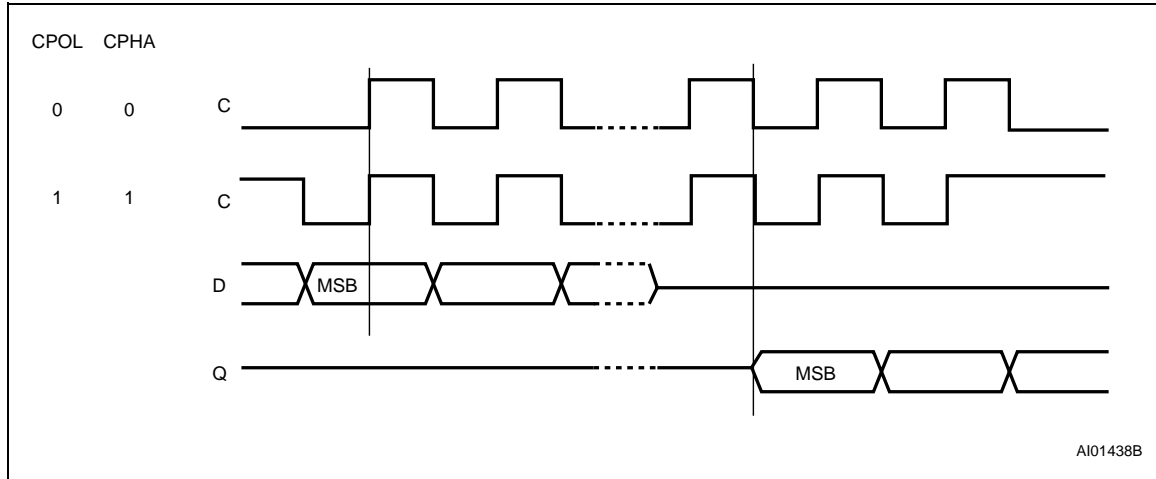 CPOL CPHA
0 0 C
1 1 C
D MSB
Q MSB
AI01438B